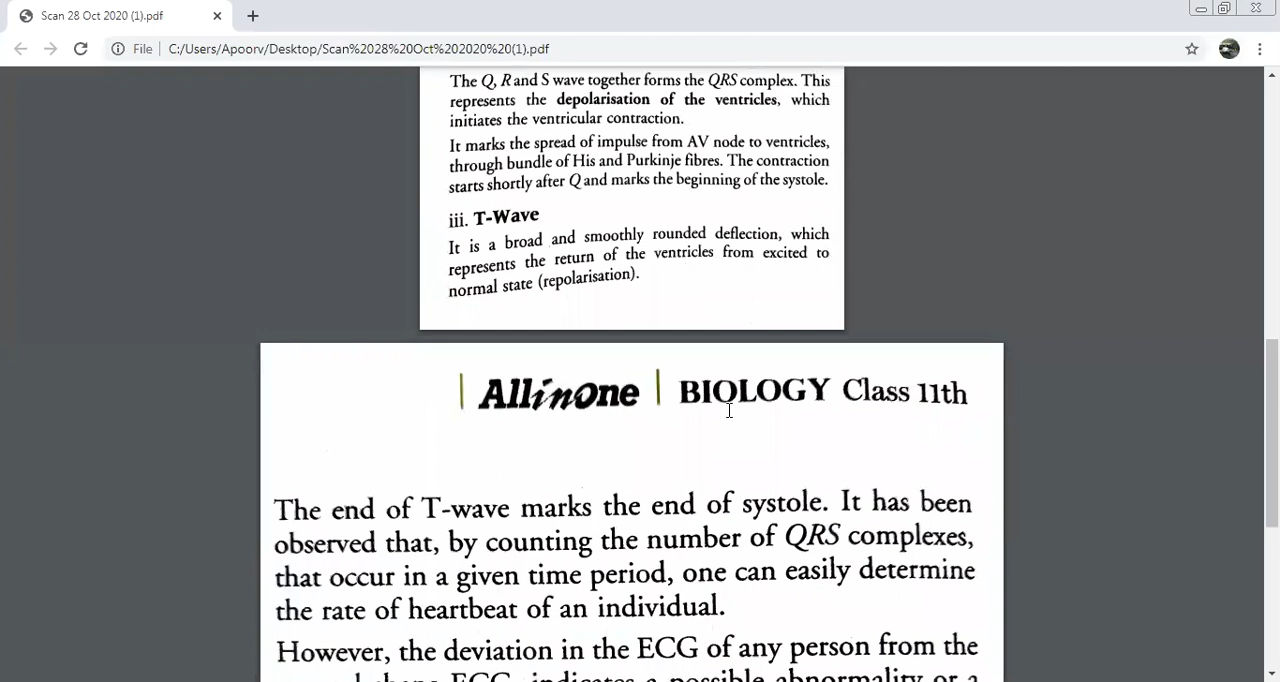 Scan 28 Oct 2020 (1).pdf
File
C:/Users/Apoorv/Desktop/Scan%2028%20Oct%202020%20(1).pdf
The Q, R and S wave together forms the QRS complex. This
represents the depolarisation of the ventricles, which
initiates the ventricular contraction.
It marks the spread of impulse from AV node to ventricles,
through bundle of His and Purkinje fibres. The contraction
starts shortly after Q and marks the beginning of the systole.
iii. T-Wave
It is a broad and smoothly rounded deflection, which
represents the return of the ventricles from excited to
normal state (repolarisation).
AllinOne BIOLOGY Class 11th
The end of T-wave marks the end of systole. It has been
observed that, by counting the number of QRS complexes,
that occur in a given time period, one can easily determine
the rate of heartbeat of an individual.
However, the deviation in the ECG of any person from the
ECG, indicates a possible abnormality or a